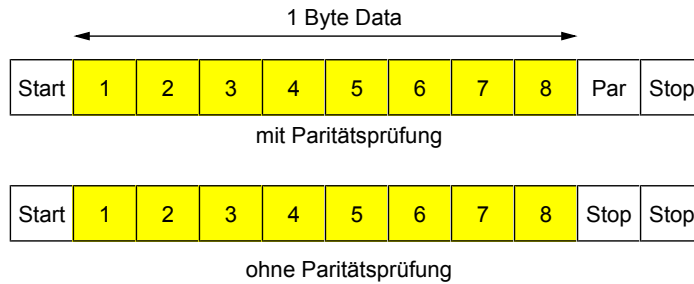 1 Byte Data
Start 1 2 3 4 5 6 7 8 Par Stop
mit Paritätsprüfung
Start 1 2 3 4 5 6 7 8 Stop Stop
ohne Paritätsprüfung